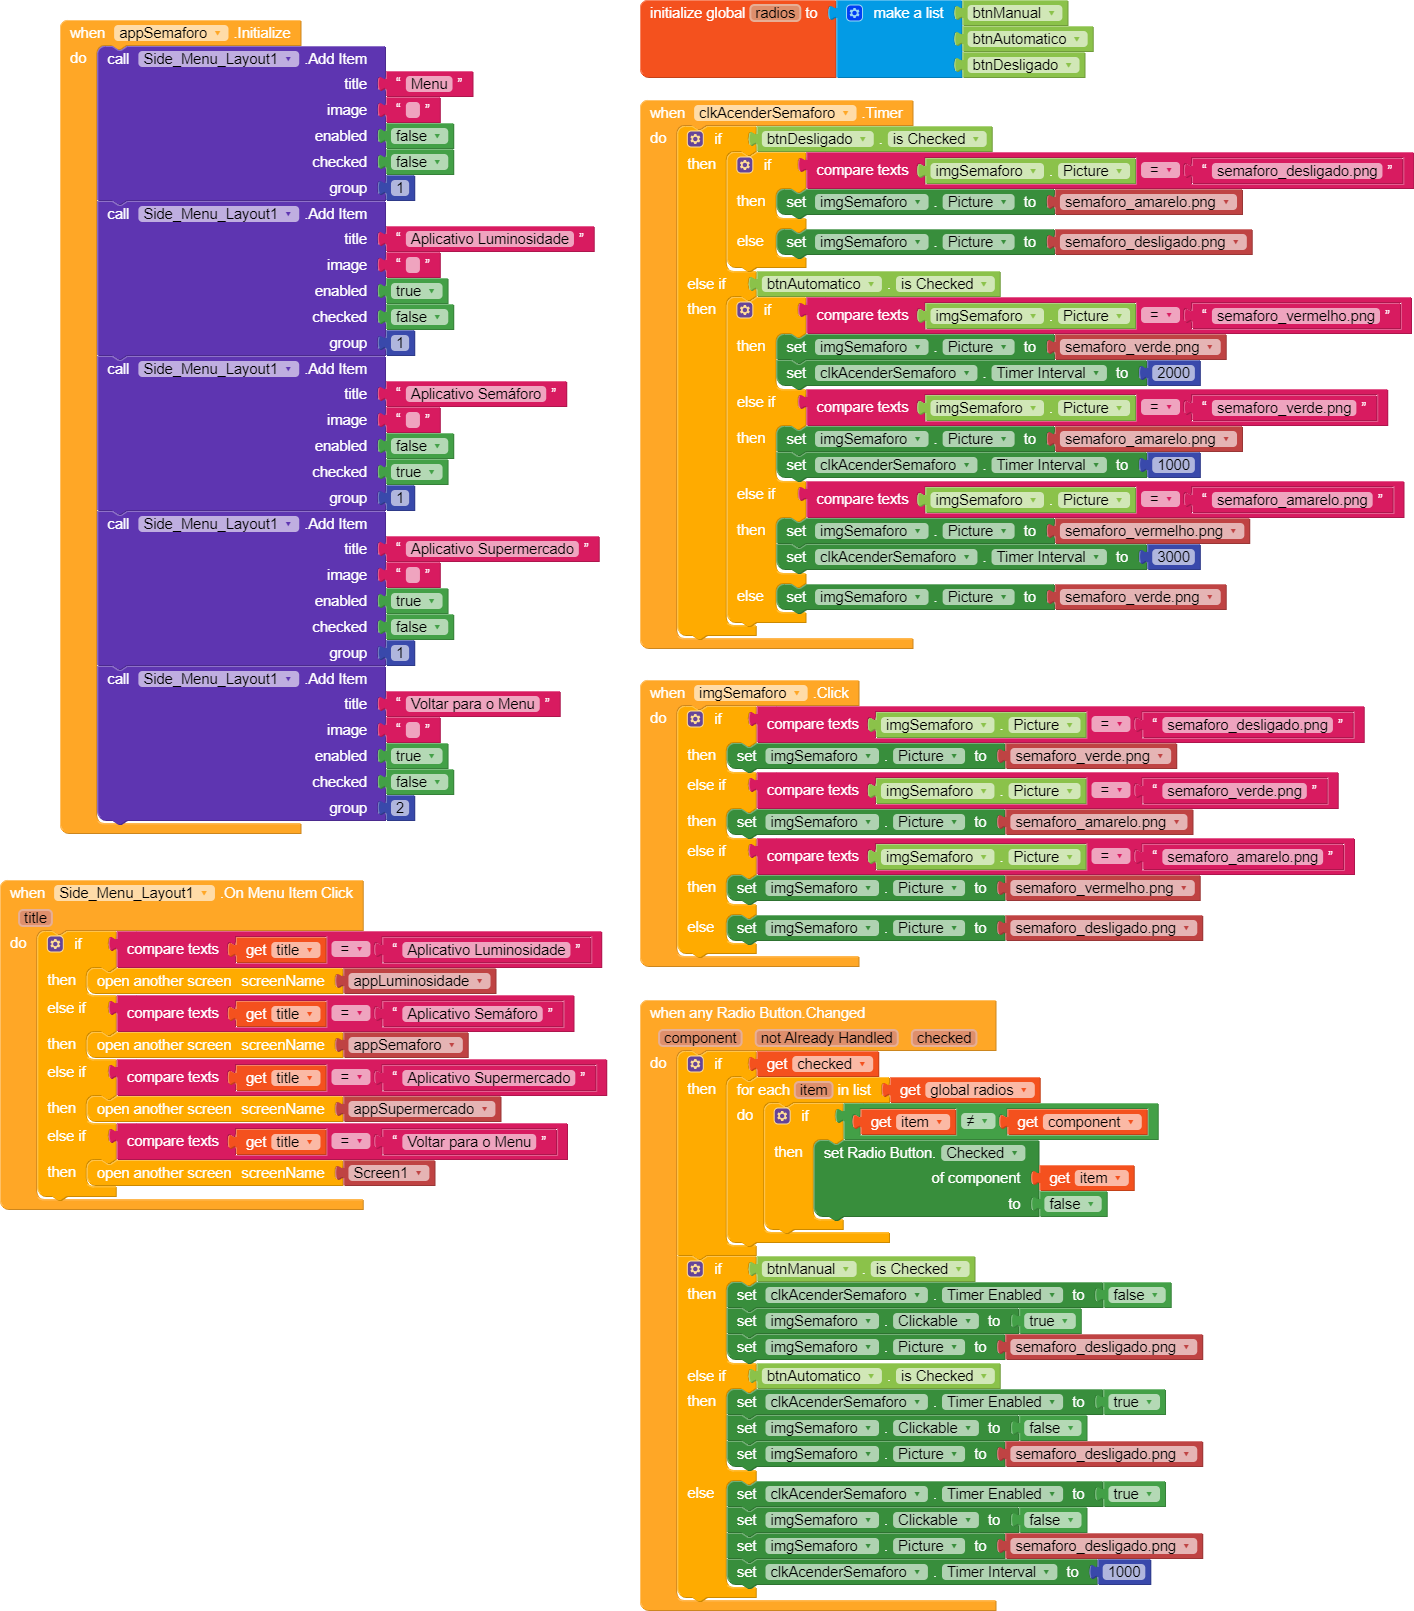 when appSemaforo .Initialize
do call Side_Menu_Layout1 .Add Item
title “ Menu ”
image “ ”
enabled false
checked false
group 1
call Side_Menu_Layout1 .Add Item
title “ Aplicativo Luminosidade ”
image “ ”
enabled true
checked false
group 1
call Side_Menu_Layout1 .Add Item
title “ Aplicativo Semáforo ”
image “ ”
enabled false
checked true
group 1
call Side_Menu_Layout1 .Add Item
title “ Aplicativo Supermercado ”
image “ ”
enabled true
checked false
group 1
call Side_Menu_Layout1 .Add Item
title “ Voltar para o Menu ”
image “ ”
enabled true
checked false
group 2
when Side_Menu_Layout1 .On Menu Item Click
title
do if compare texts get title = “ Aplicativo Luminosidade ”
then open another screen screenName appLuminosidade
else if compare texts get title = “ Aplicativo Semáforo ”
then open another screen screenName appSemaforo
else if compare texts get title = “ Aplicativo Supermercado ”
then open another screen screenName appSupermercado
else if compare texts get title = “ Voltar para o Menu ”
then open another screen screenName Screen1
initialize global radios to make a list btnManual
btnAutomatico
btnDesligado
when clkAcenderSemaforo .Timer
do if btnDesligado . is Checked
then if compare texts imgSemaforo . Picture = “ semaforo_desligado.png ”
then set imgSemaforo . Picture to semaforo_amarelo.png
else set imgSemaforo . Picture to semaforo_desligado.png
else if btnAutomatico . is Checked
then if compare texts imgSemaforo . Picture = “ semaforo_vermelho.png ”
then set imgSemaforo . Picture to semaforo_verde.png
set clkAcenderSemaforo . Timer Interval to 2000
else if compare texts imgSemaforo . Picture = “ semaforo_verde.png ”
then set imgSemaforo . Picture to semaforo_amarelo.png
set clkAcenderSemaforo . Timer Interval to 1000
else if compare texts imgSemaforo . Picture = “ semaforo_amarelo.png ”
then set imgSemaforo . Picture to semaforo_vermelho.png
set clkAcenderSemaforo . Timer Interval to 3000
else set imgSemaforo . Picture to semaforo_verde.png
when imgSemaforo .Click
do if compare texts imgSemaforo . Picture = “ semaforo_desligado.png ”
then set imgSemaforo . Picture to semaforo_verde.png
else if compare texts imgSemaforo . Picture = “ semaforo_verde.png ”
then set imgSemaforo . Picture to semaforo_amarelo.png
else if compare texts imgSemaforo . Picture = “ semaforo_amarelo.png ”
then set imgSemaforo . Picture to semaforo_vermelho.png
else set imgSemaforo . Picture to semaforo_desligado.png
when any Radio Button.Changed
component not Already Handled checked
do if get checked
then for each item in list get global radios
do if get item ≠ get component
then set Radio Button. Checked
of component get item
to false
if btnManual . is Checked
then set clkAcenderSemaforo . Timer Enabled to false
set imgSemaforo . Clickable to true
set imgSemaforo . Picture to semaforo_desligado.png
else if btnAutomatico . is Checked
then set clkAcenderSemaforo . Timer Enabled to true
set imgSemaforo . Clickable to false
set imgSemaforo . Picture to semaforo_desligado.png
else set clkAcenderSemaforo . Timer Enabled to true
set imgSemaforo . Clickable to false
set imgSemaforo . Picture to semaforo_desligado.png
set clkAcenderSemaforo . Timer Interval to 1000